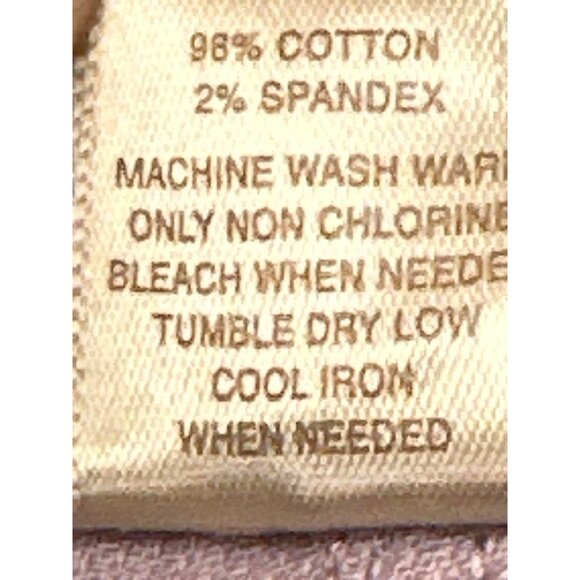 98% COTTON
2% SPANDEX
MACHINE WASH WAR
ONLY NON CHLORINE
BLEACH WHEN NEEDE
TUMBLE DRY LOW
COOL IRON
WHEN NEEDED